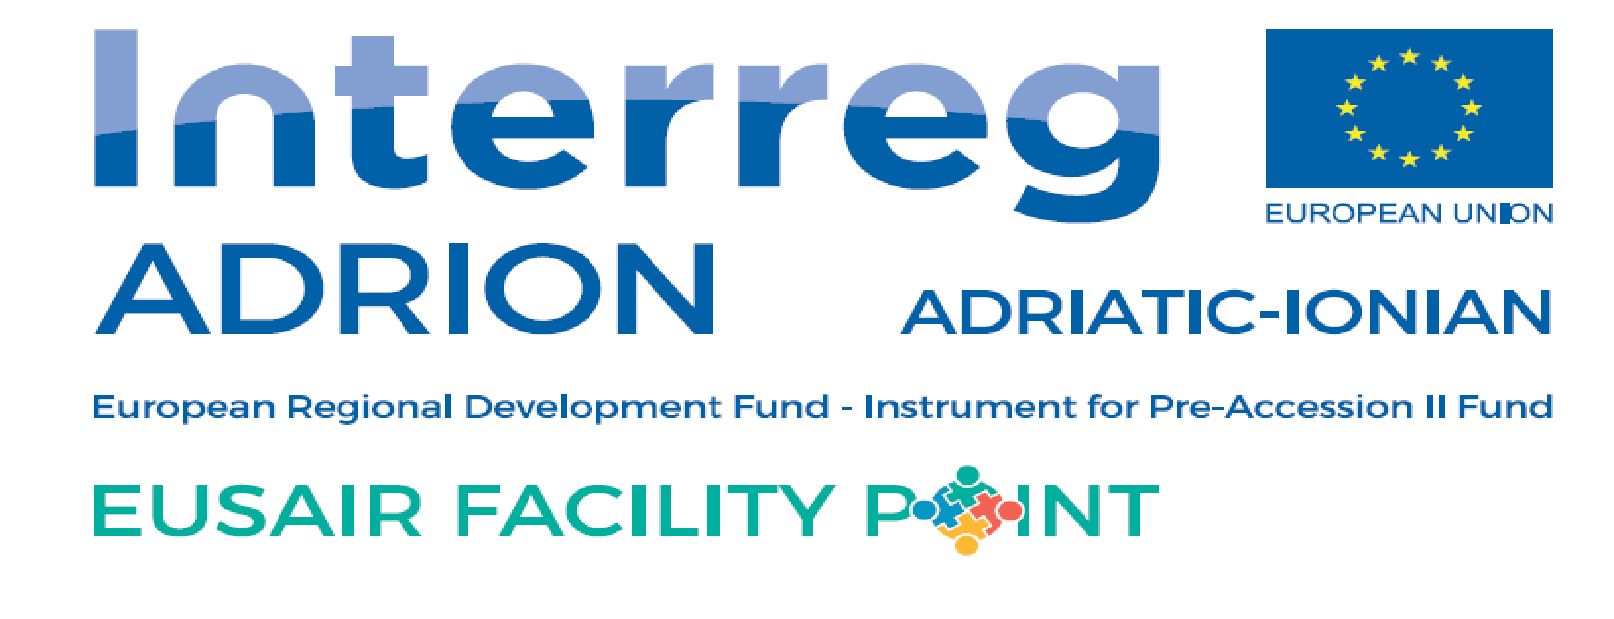 Interreg
EUROPEAN UNION
ADRION
ADRIATIC-IONIAN
European Regional Development Fund - Instrument for Pre-Accession II Fund
EUSAIR FACILITY POINT